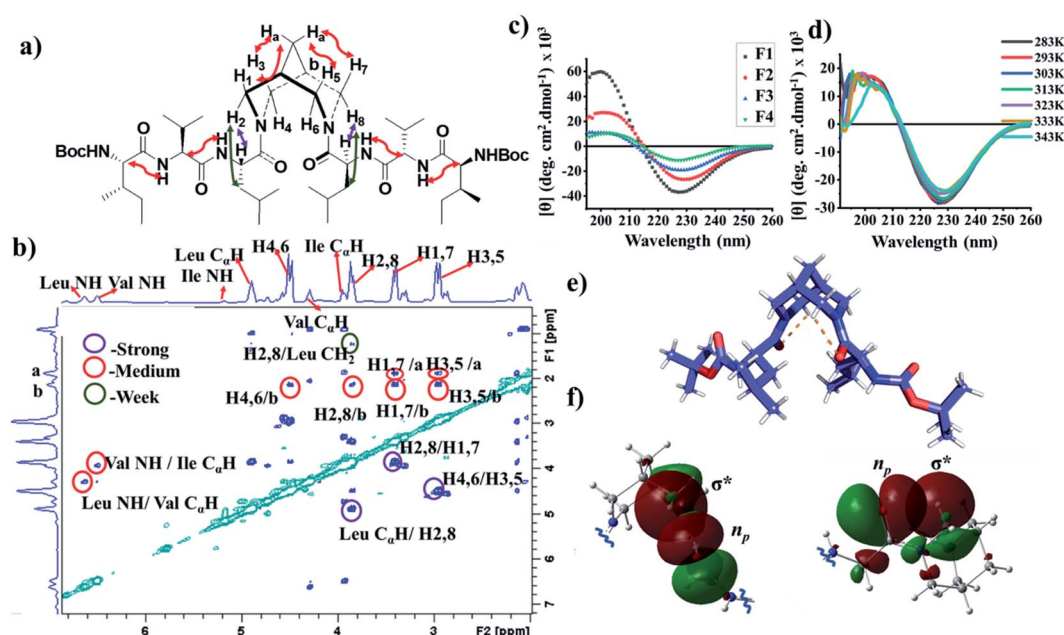 a)
Ha Ha
H3 b H5 H7
H1
H2 H4 H6 H8
N N
BocHN O H N O H N O
O N H O N H O NHBoc
b)
Leu NH Val NH
Ile NH
Leu CαH
H4,6
Ile CαH
H2,8
H1,7
H3,5
Val CαH
-Strong
-Medium
-Week
H2,8/Leu CH2
H1,7 /a H3,5/a
H4,6/b
H2,8/b H1,7/b H3,5/b
Val NH / Ile CαH
Leu NH/ Val CαH
H2,8/H1,7
H4,6/H3,5
Leu CαH/ H2,8
a
b
F1 [ppm]
1
2
3
4
5
6
7
6 5 4 3 F2 [ppm]
c)
[θ] (deg. cm2.dmol-1) x 103
60
40
20
0
-20
-40
200 210 220 230 240 250 260
Wavelength (nm)
F1
F2
F3
F4
d)
[θ] (deg. cm2.dmol-1) x 103
20
10
0
-10
-20
-30
200 210 220 230 240 250 260
Wavelength (nm)
283K
293K
303K
313K
323K
333K
343K
e)
f)
σ*
np
np σ*